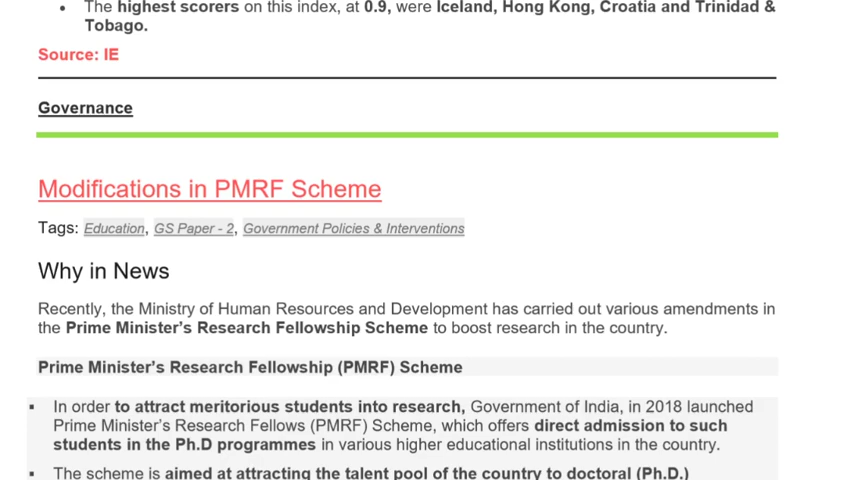 • The highest scorers on this index, at 0.9, were Iceland, Hong Kong, Croatia and Trinidad &
Tobago.
Source: IE
Governance
Modifications in PMRF Scheme
Tags: Education, GS Paper - 2, Government Policies & Interventions
Why in News
Recently, the Ministry of Human Resources and Development has carried out various amendments in
the Prime Minister’s Research Fellowship Scheme to boost research in the country.
Prime Minister’s Research Fellowship (PMRF) Scheme
▪ In order to attract meritorious students into research, Government of India, in 2018 launched
Prime Minister’s Research Fellows (PMRF) Scheme, which offers direct admission to such
students in the Ph.D programmes in various higher educational institutions in the country.
▪ The scheme is aimed at attracting the talent pool of the country to doctoral (Ph.D.)